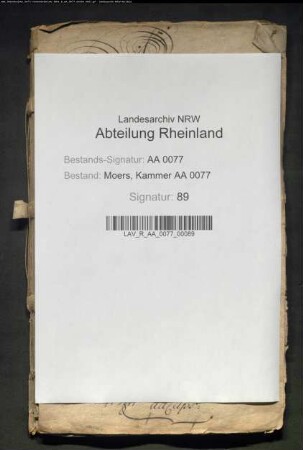 Landesarchiv NRW
Abteilung Rheinland
Bestands-Signatur: AA 0077
Bestand: Moers, Kammer AA 0077
Signatur: 89
LAV_R_AA_0077_00089